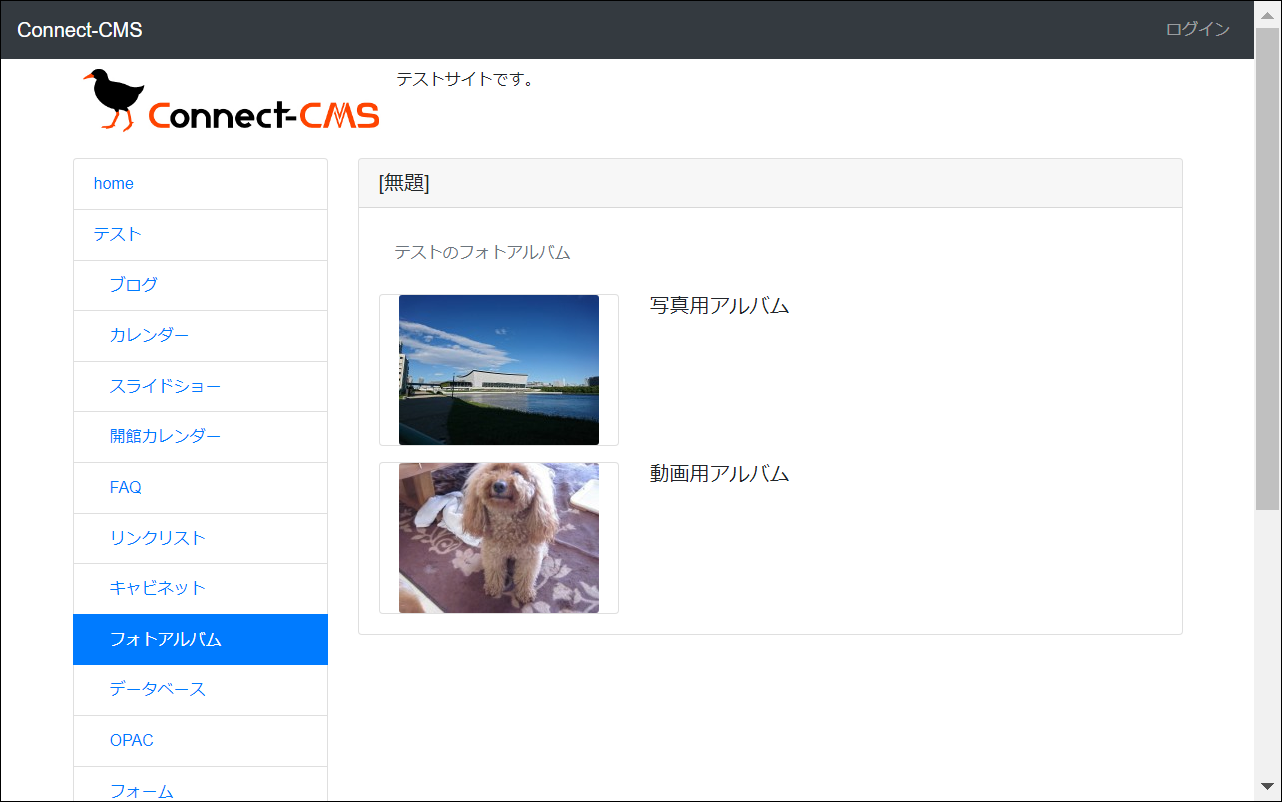 Connect-CMS
ログイン
Connect-CMS
テストサイトです。
home
テスト
ブログ
カレンダー
スライドショー
開館カレンダー
FAQ
リンクリスト
キャビネット
フォトアルバム
データベース
OPAC
フォーム
[無題]
テストのフォトアルバム
写真用アルバム
動画用アルバム